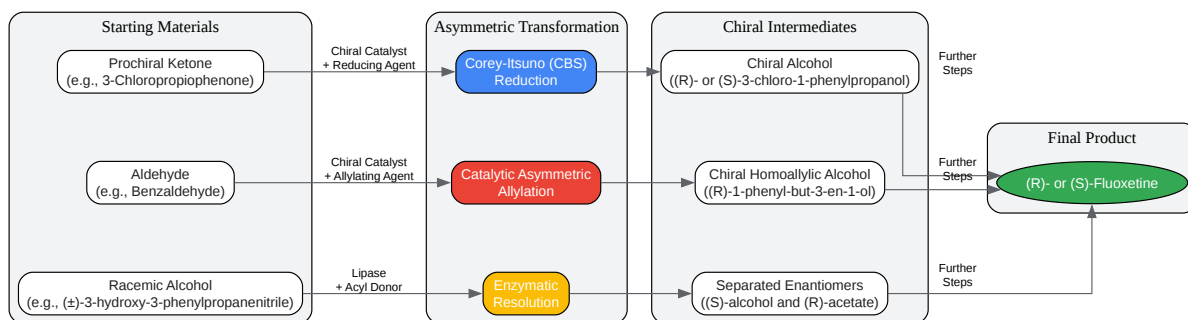 Starting Materials
Asymmetric Transformation
Chiral Intermediates
Final Product
Prochiral Ketone
(e.g., 3-Chloropropiophenone)
Chiral Catalyst
+ Reducing Agent
Corey-Itsuno (CBS)
Reduction
Chiral Alcohol
((R)- or (S)-3-chloro-1-phenylpropanol)
Further
Steps
Aldehyde
(e.g., Benzaldehyde)
Chiral Catalyst
+ Allylating Agent
Catalytic Asymmetric
Allylation
Chiral Homoallylic Alcohol
((R)-1-phenyl-but-3-en-1-ol)
Further
Steps
(R)- or (S)-Fluoxetine
Racemic Alcohol
(e.g., (±)-3-hydroxy-3-phenylpropanenitrile)
Lipase
+ Acyl Donor
Enzymatic
Resolution
Separated Enantiomers
((S)-alcohol and (R)-acetate)
Further
Steps